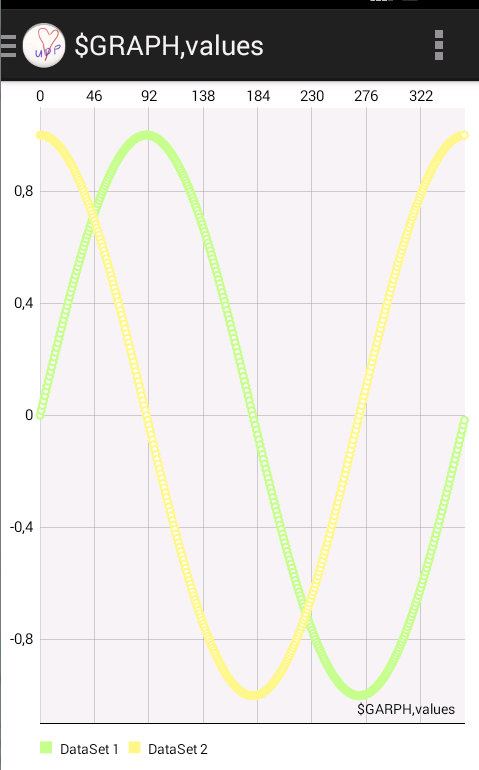 upp $GRAPH,values
0 46 92 138 184 230 276 322
0,8
0,4
0
-0,4
-0,8
$GARPH,values
DataSet 1 DataSet 2